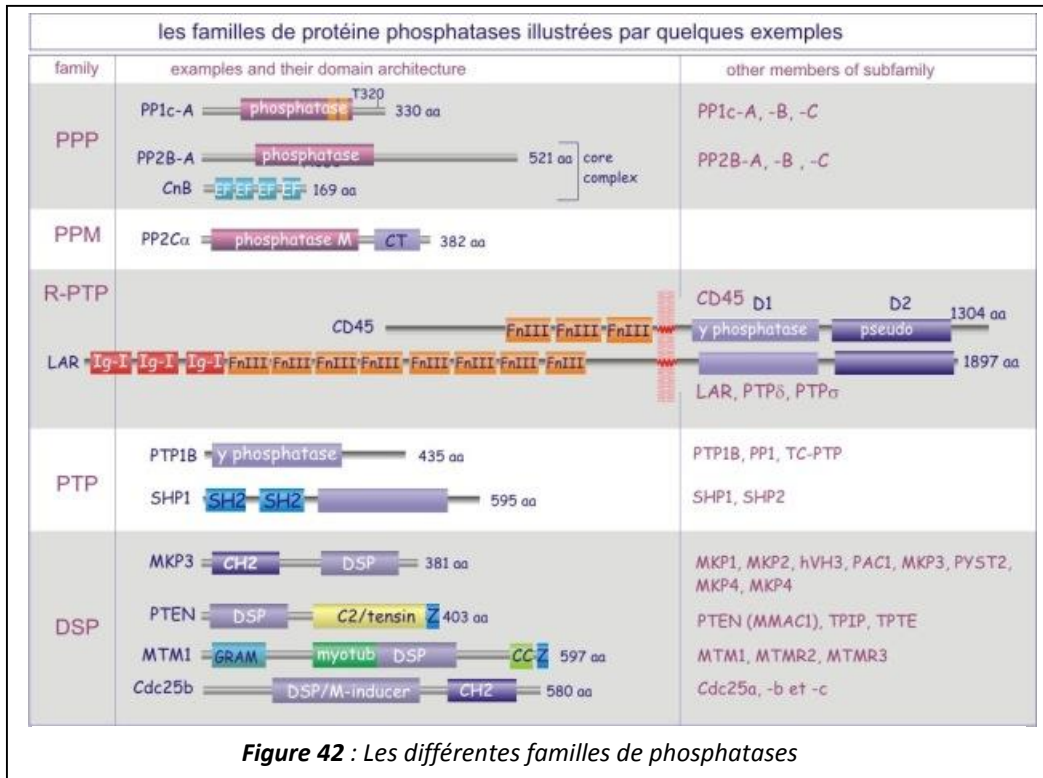 les familles de protéine phosphatases illustrées par quelques exemples
family examples and their domain architecture other members of subfamily
PPP
T320
PP1c-A phosphatase 330 aa PP1c-A, -B, -C
PP2B-A phosphatase 521 aa core complex PP2B-A, -B , -C
CnB EF EF EF EF 169 aa
PPM
PP2Cα phosphatase M CT 382 aa
R-PTP
CD45 D1 D2
CD45 FnIII FnIII FnIII y phosphatase pseudo 1304 aa
LAR Ig-I Ig-I Ig-I FnIII FnIII FnIII FnIII FnIII FnIII FnIII FnIII 1897 aa
LAR, PTPδ, PTPσ
PTP
PTP1B y phosphatase 435 aa PTP1B, PP1, TC-PTP
SHP1 SH2 SH2 595 aa SHP1, SHP2
DSP
MKP3 CH2 DSP 381 aa MKP1, MKP2, hVH3, PAC1, MKP3, PYST2,
MKP4, MKP4
PTEN DSP C2/tensin Z 403 aa PTEN (MMAC1), TPIP, TPTE
MTM1 GRAM myotub DSP CC Z 597 aa MTM1, MTMR2, MTMR3
Cdc25b DSP/M-inducer CH2 580 aa Cdc25a, -b et -c
Figure 42 : Les différentes familles de phosphatases